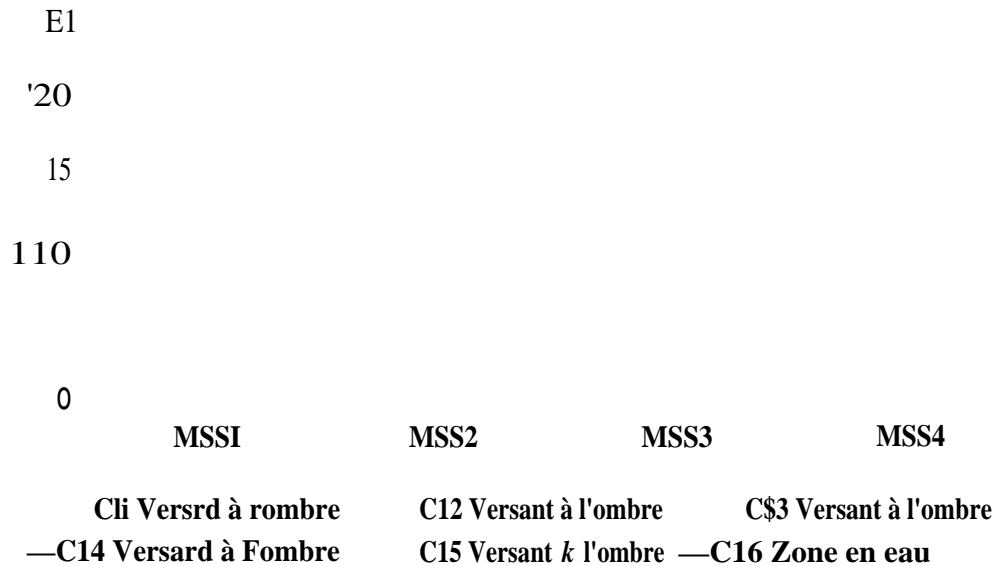 E1
'20
15
110
0
MSSI MSS2 MSS3 MSS4
Cli Versrd à rombre C12 Versant à l'ombre C$3 Versant à l'ombre
—C14 Versard à Fombre C15 Versant k l'ombre —C16 Zone en eau